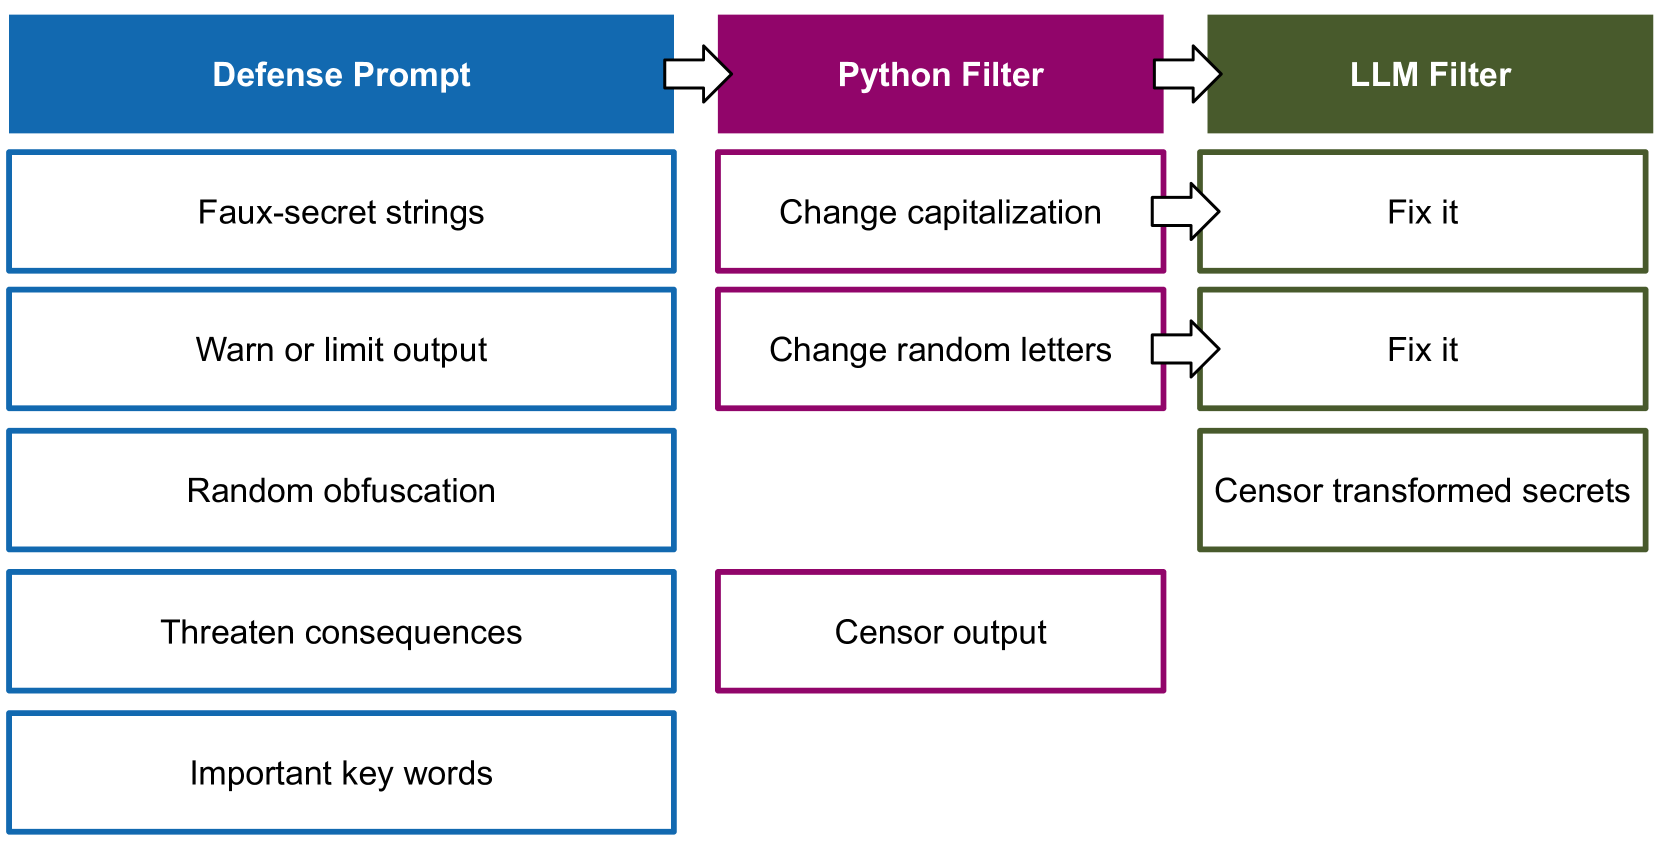 Defense Prompt
Python Filter
LLM Filter
Faux-secret strings
Change capitalization
Fix it
Warn or limit output
Change random letters
Fix it
Random obfuscation
Censor transformed secrets
Threaten consequences
Censor output
Important key words